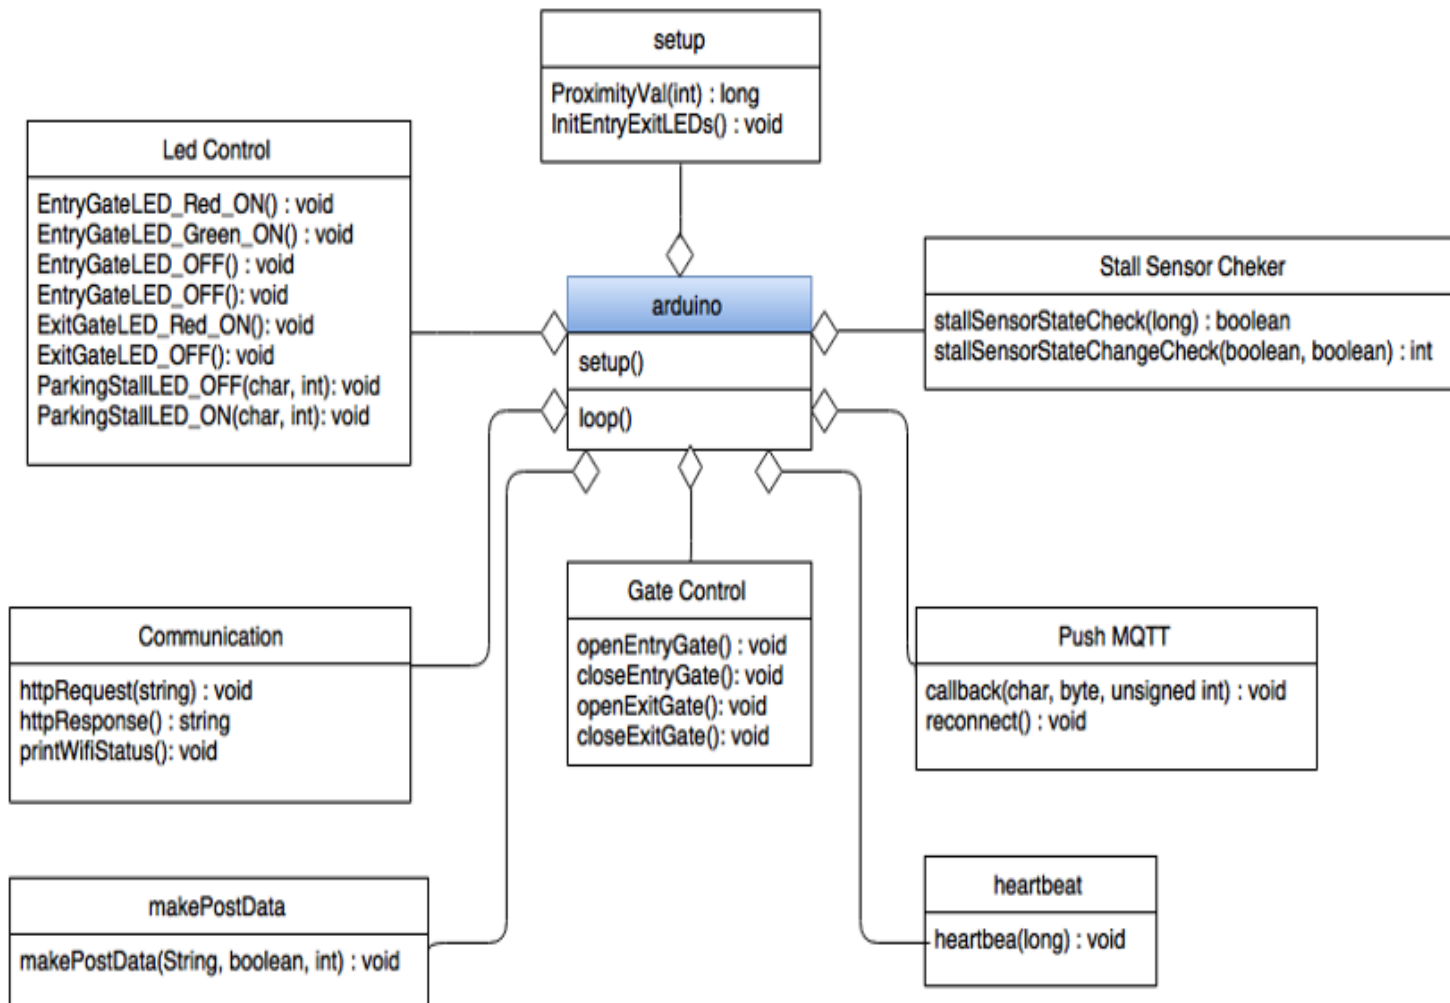 setup
ProximityVal(int) : long
InitEntryExitLEDs() : void
Led Control
EntryGateLED_Red_ON() : void
EntryGateLED_Green_ON() : void
EntryGateLED_OFF() : void
EntryGateLED_OFF(): void
ExitGateLED_Red_ON(): void
ExitGateLED_OFF(): void
ParkingStallLED_OFF(char, int): void
ParkingStallLED_ON(char, int): void
arduino
setup()
loop()
Stall Sensor Cheker
stallSensorStateCheck(long) : boolean
stallSensorStateChangeCheck(boolean, boolean) : int
Communication
httpRequest(string) : void
httpResponse() : string
printWifiStatus(): void
Gate Control
openEntryGate() : void
closeEntryGate(): void
openExitGate(): void
closeExitGate(): void
Push MQTT
callback(char, byte, unsigned int) : void
reconnect() : void
makePostData
makePostData(String, boolean, int) : void
heartbeat
heartbea(long) : void